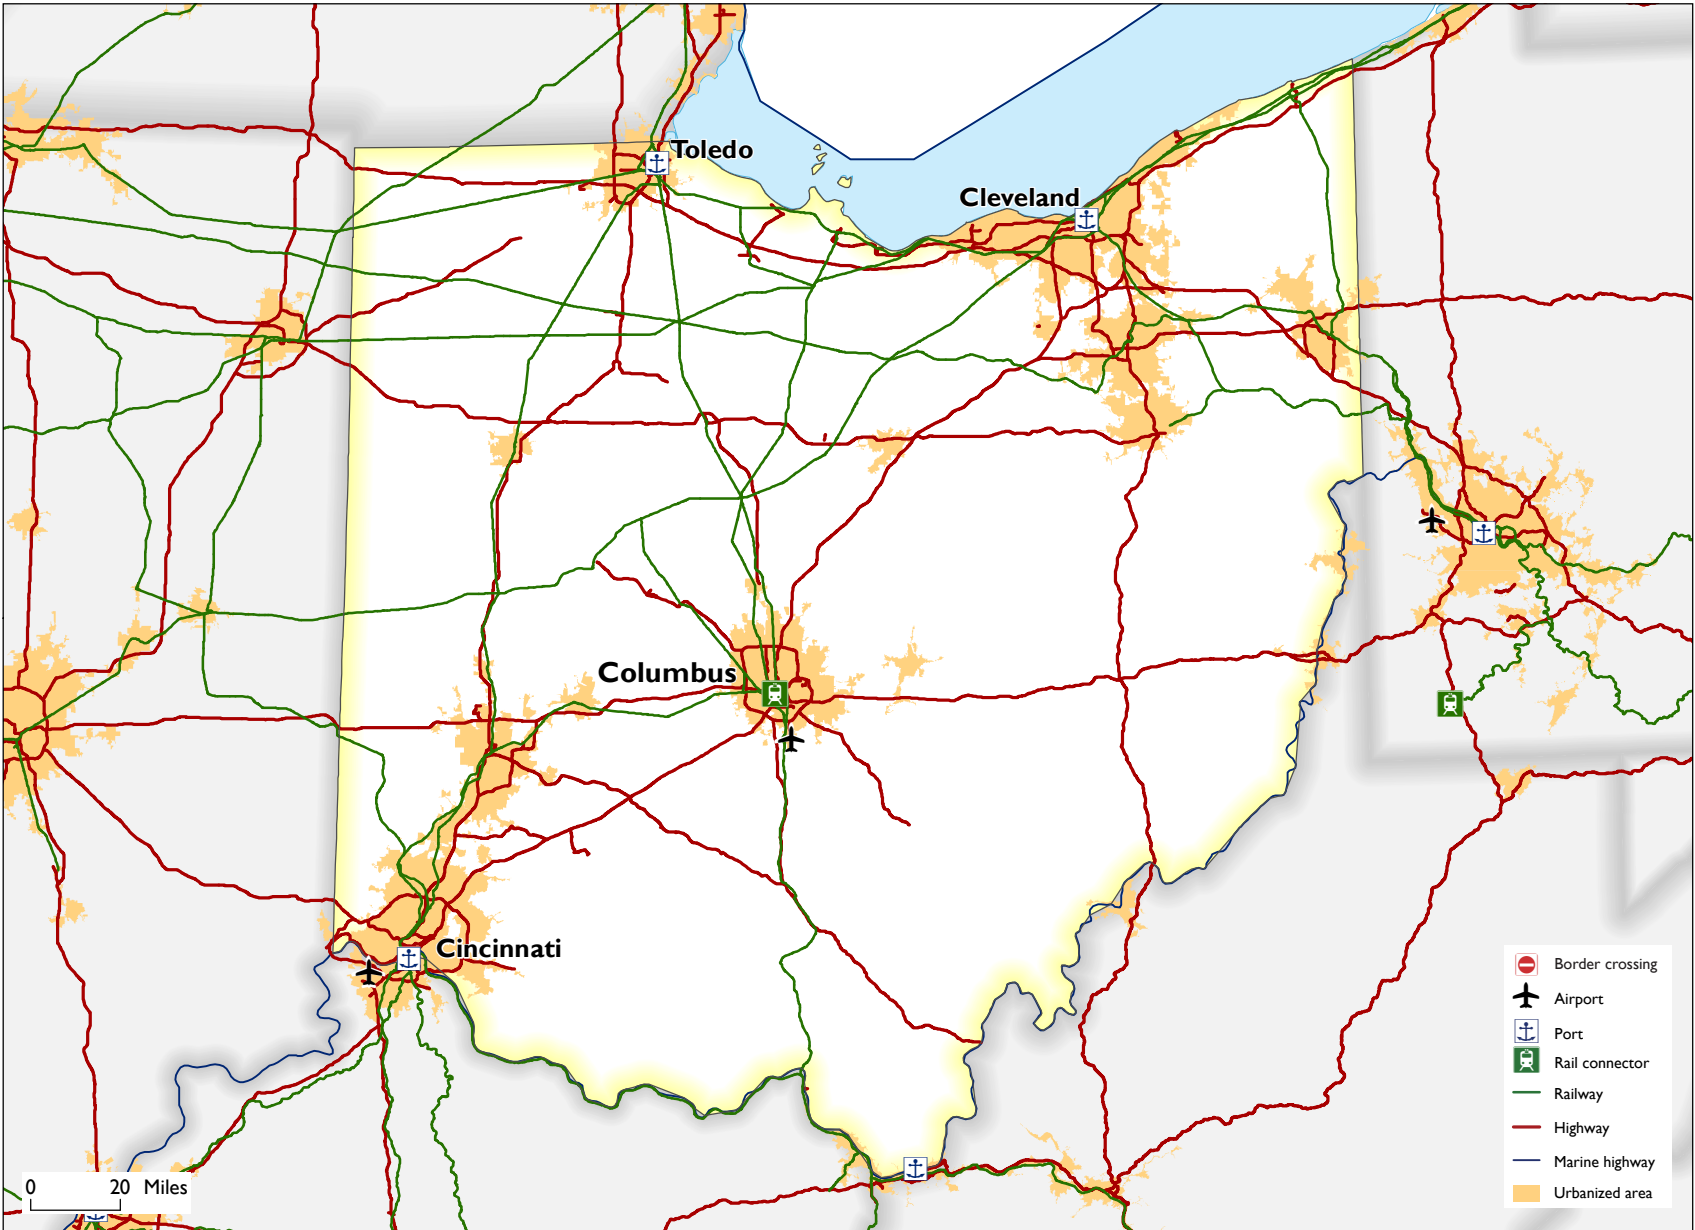 Toledo
Cleveland
Columbus
Cincinnati
Border crossing
Airport
Port
Rail connector
Railway
Highway
Marine highway
Urbanized area
0 20 Miles